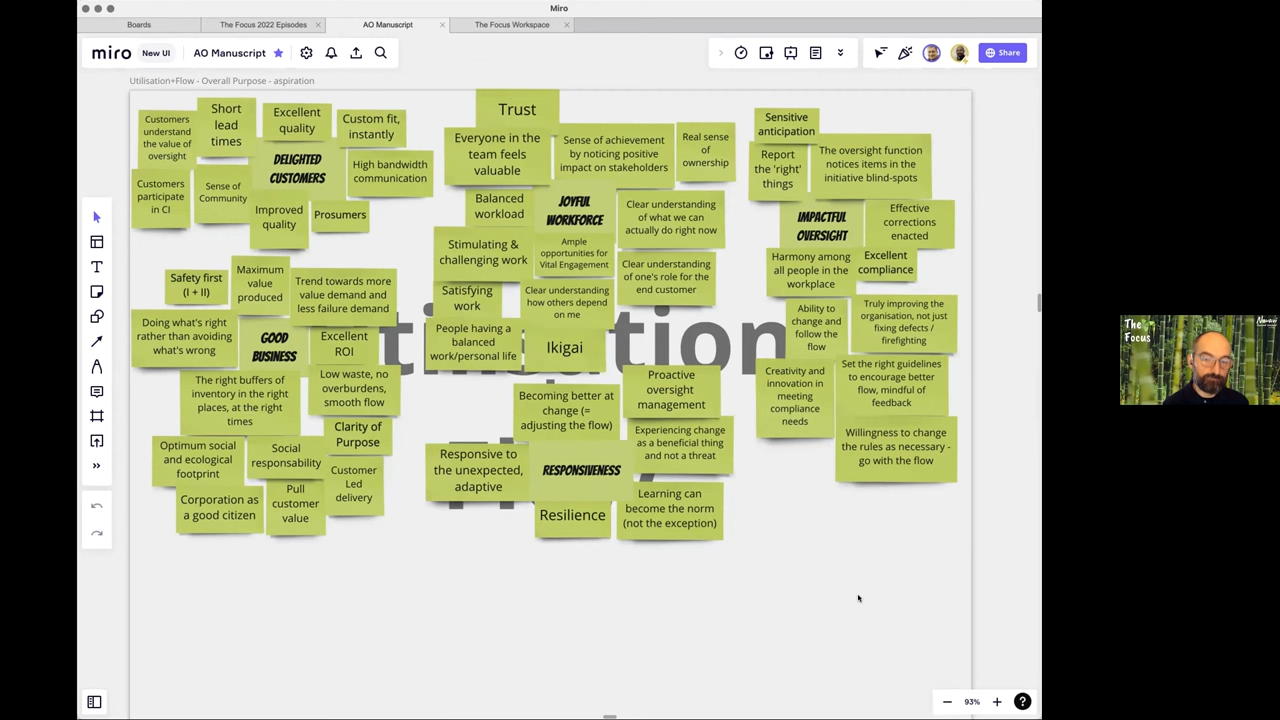 Miro
Boards
The Focus 2022 Episodes
AO Manuscript
The Focus Workspace
miro
New UI
AO Manuscript
Share
Utilisation+Flow - Overall Purpose - aspiration
Customers
understand
the value of
oversight
Short
lead
times
Excellent
quality
Custom fit,
instantly
DELIGHTED
CUSTOMERS
High bandwidth
communication
Customers
participate
in CI
Sense of
Community
Improved
quality
Prosumers
Trust
Everyone in the
team feels
valuable
Sense of achievement
by noticing positive
impact on stakeholders
Real sense
of
ownership
Balanced
workload
JOYFUL
WORKFORCE
Clear understanding
of what we can
actually do right now
Stimulating &
challenging work
Ample
opportunities for
Vital Engagement
Clear understanding
of one's role for the
end customer
Satisfying
work
Clear understanding
how others depend
on me
People having a
balanced
work/personal life
Ikigai
Sensitive
anticipation
Report
the 'right'
things
The oversight function
notices items in the
initiative blind-spots
IMPACTFUL
OVERSIGHT
Effective
corrections
enacted
Harmony among
all people in the
workplace
Excellent
compliance
Ability to
change and
follow the
flow
Truly improving the
organisation, not just
fixing defects /
firefighting
Creativity and
innovation in
meeting
compliance
needs
Set the right guidelines
to encourage better
flow, mindful of
feedback
Willingness to change
the rules as necessary -
go with the flow
Safety first
(I + II)
Maximum
value
produced
Trend towards more
value demand and
less failure demand
Doing what's right
rather than avoiding
what's wrong
GOOD
BUSINESS
Excellent
ROI
The right buffers of
inventory in the right
places, at the right
times
Low waste, no
overburdens,
smooth flow
Clarity of
Purpose
Optimum social
and ecological
footprint
Social
responsability
Customer
Led
delivery
Corporation as
a good citizen
Pull
customer
value
Becoming better at
change (=
adjusting the flow)
Proactive
oversight
management
Experiencing change
as a beneficial thing
and not a threat
Responsive to
the unexpected,
adaptive
RESPONSIVENESS
Resilience
Learning can
become the norm
(not the exception)
The
Focus
93%